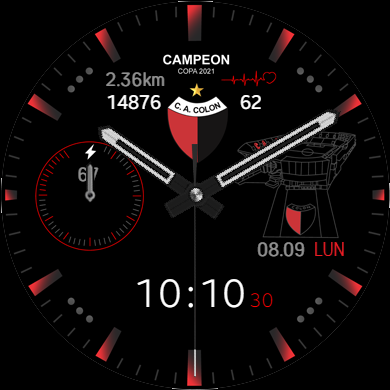 CAMPEON
COPA 2021
2.36km
14876
62
C. A. COLON
08.09 LUN
10:10 30